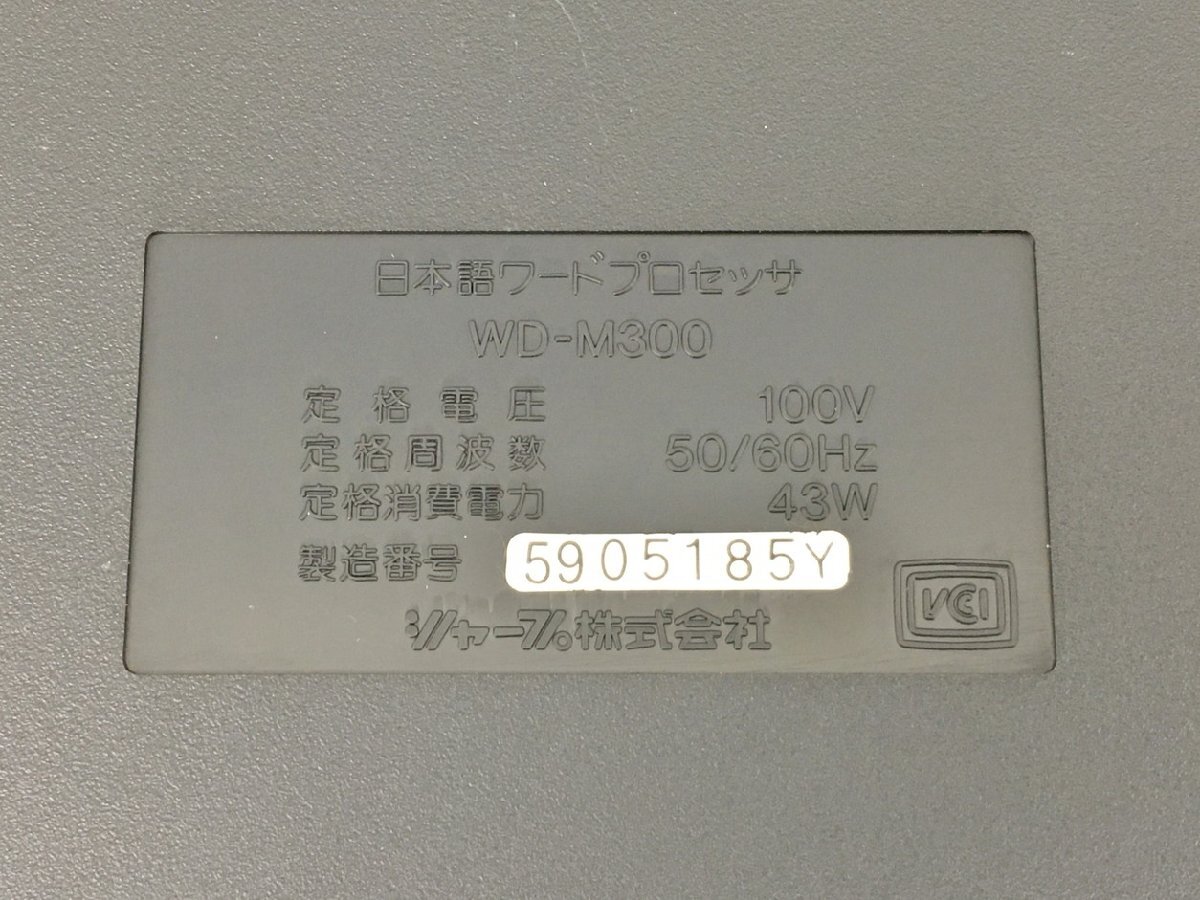 日本語ワードプロセッサ
WD-M300
定格電圧 100V
定格周波数 50/60Hz
定格消費電力 43W
製造番号 5905185Y
シャープ株式会社
VCI